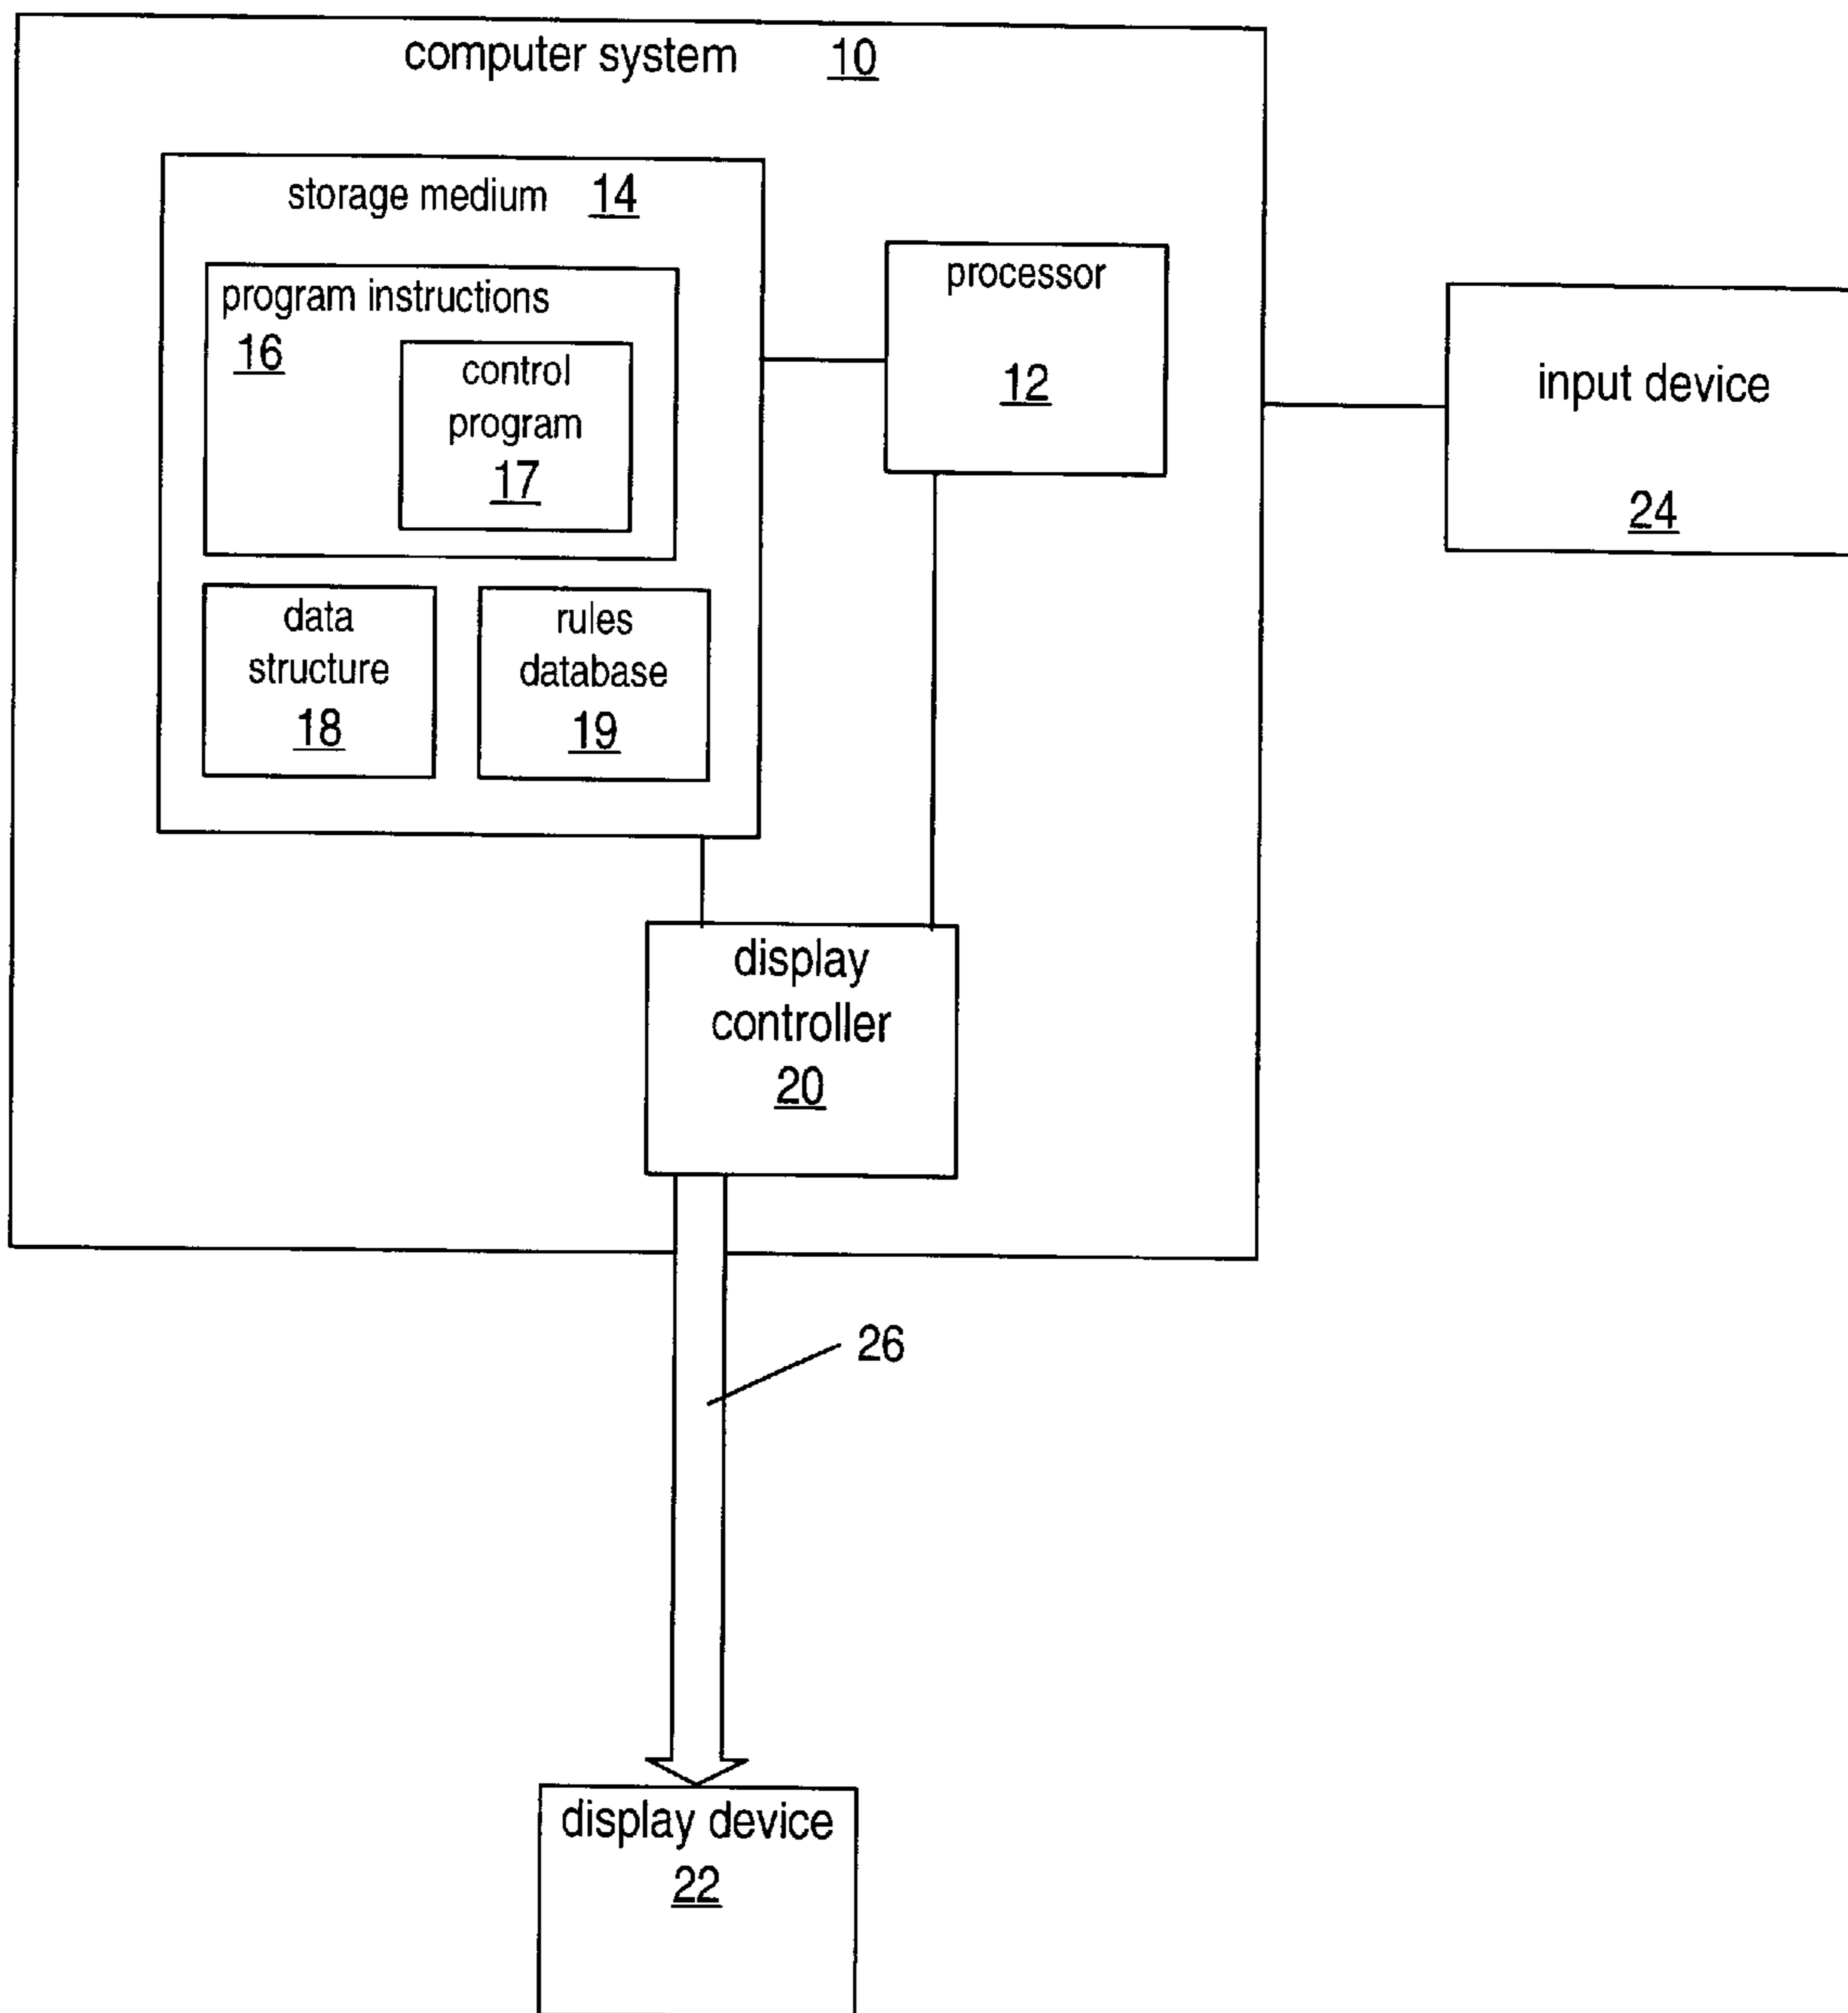 computer system 10
storage medium 14
program instructions
16
control
program
17
data
structure
18
rules
database
19
processor
12
input device
24
display
controller
20
26
display device
22